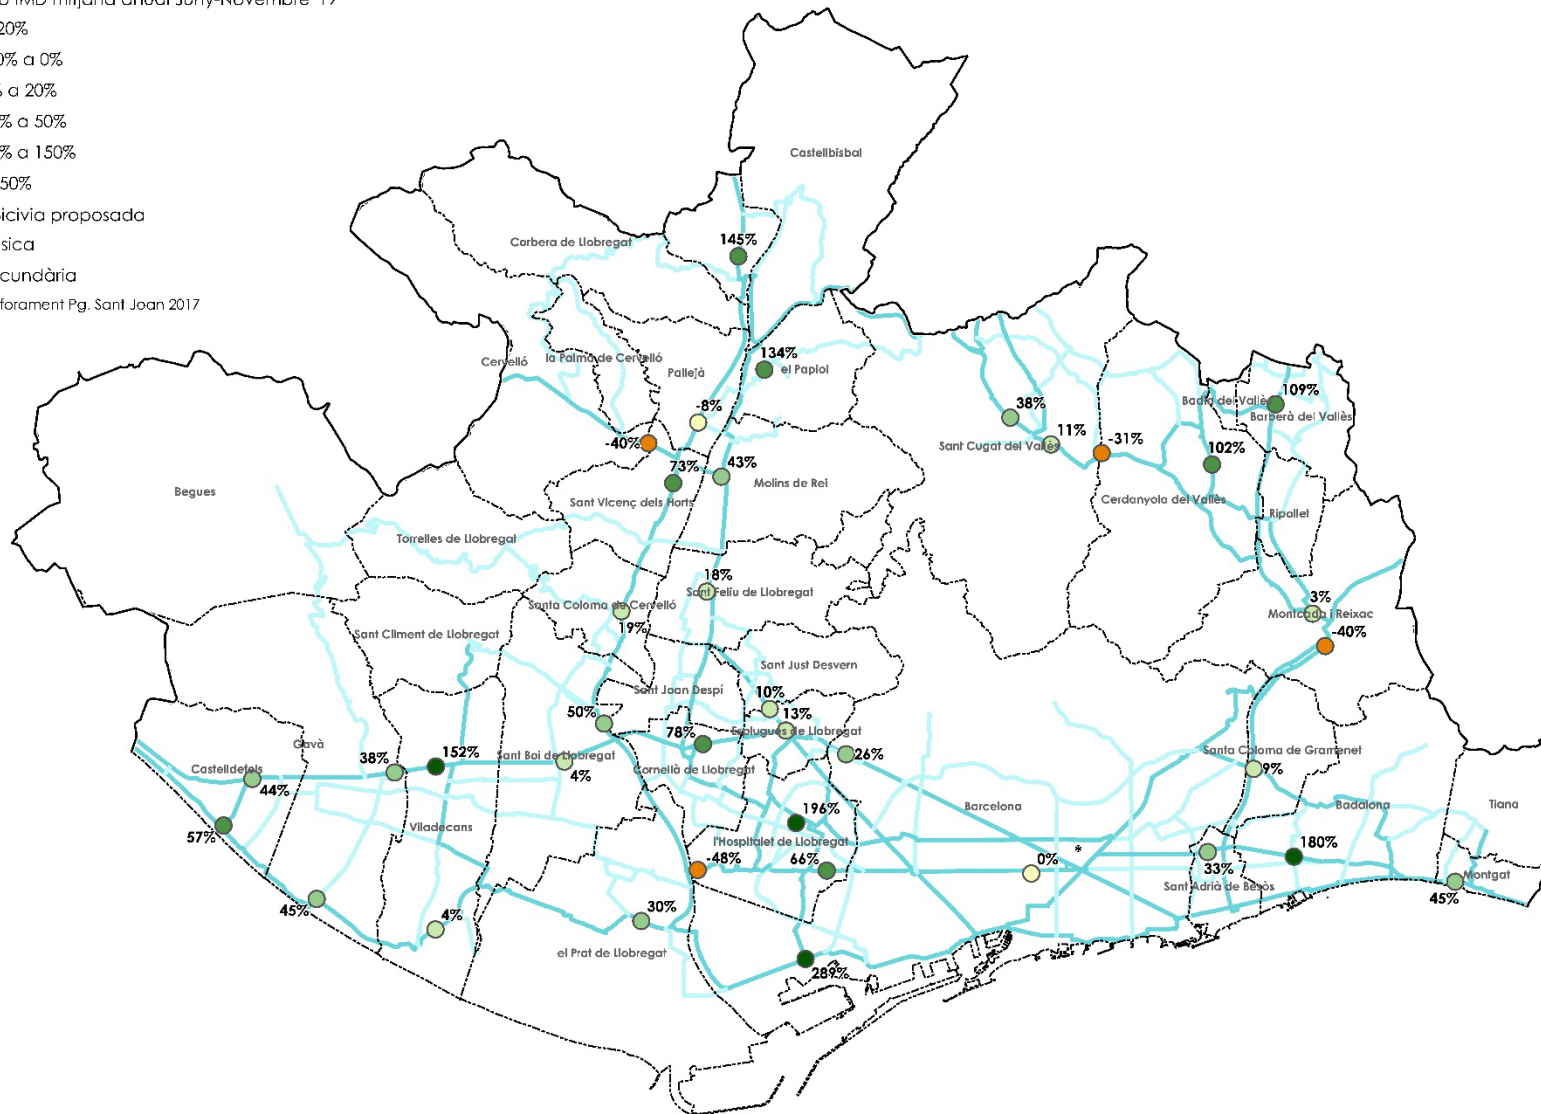 IMD mitjana anual Juny-Novembre 19
20%
0% a 0%
% a 20%
% a 50%
% a 150%
50%
Bicivia proposada
sica
cundària
forament Pg. Sant Joan 2017
Castellbisbal
Corbera de Llobregat
145%
Cervelló
la Palma de Cervelló
Pallejà
134%
el Papiol
-8%
-40%
73%
43%
Sant Vicenç dels Horts
Molins de Rei
38%
11%
-31%
Sant Cugat del Vallès
Badia del Vallès
109%
Barberà del Vallès
102%
Cerdanyola del Vallès
Ripollet
Begues
Torrelles de Llobregat
18%
Sant Feliu de Llobregat
Santa Coloma de Cervelló
19%
3%
Montcada i Reixac
-40%
Sant Climent de Llobregat
Sant Just Desvern
Sant Joan Despí
10%
13%
50%
78%
Esplugues de Llobregat
26%
Gavà
Castelldefels
44%
38%
152%
Sant Boi de Llobregat
4%
Cornellà de Llobregat
Santa Coloma de Gramenet
9%
57%
Viladecans
196%
l'Hospitalet de Llobregat
Barcelona
Badalona
Tiana
-48%
66%
0%
*
33%
180%
Sant Adrià de Besòs
Montgat
45%
45%
4%
30%
el Prat de Llobregat
289%